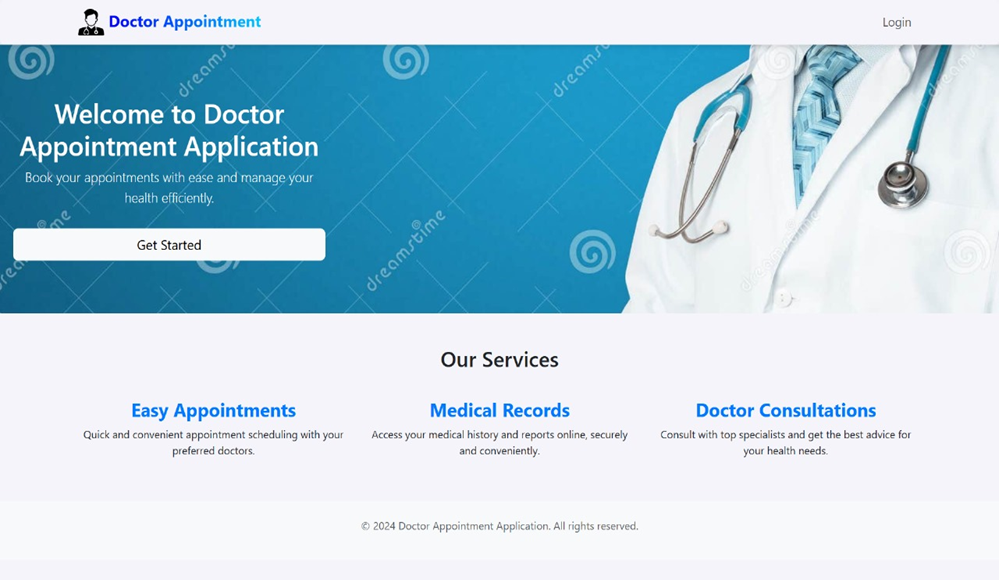 Doctor Appointment
Login
Welcome to Doctor
Appointment Application
Book your appointments with ease and manage your
health efficiently.
Get Started
dreamstime
dreamstime
dreamstime
dreamstime
dreamstime
dreamstime
Our Services
Easy Appointments
Medical Records
Doctor Consultations
Quick and convenient appointment scheduling with your
preferred doctors.
Access your medical history and reports online, securely
and conveniently.
Consult with top specialists and get the best advice for
your health needs.
© 2024 Doctor Appointment Application. All rights reserved.